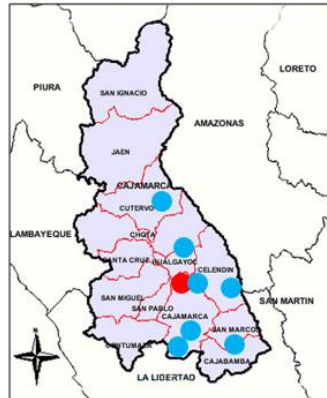 LORETO
PIURA
SAN IGNACIO
AMAZONAS
JAEN
CAJAMARCA
CUTERVO
CHOTA
LAMBAYEQUE
SANTA CRUZ
HUALGAYOC
CELENDIN
SAN MIGUEL
SAN MARTIN
SAN PABLO
CAJAMARCA
SAN MARCOS
CONTUMAZA
CAJABAMBA
LA LIBERTAD
N